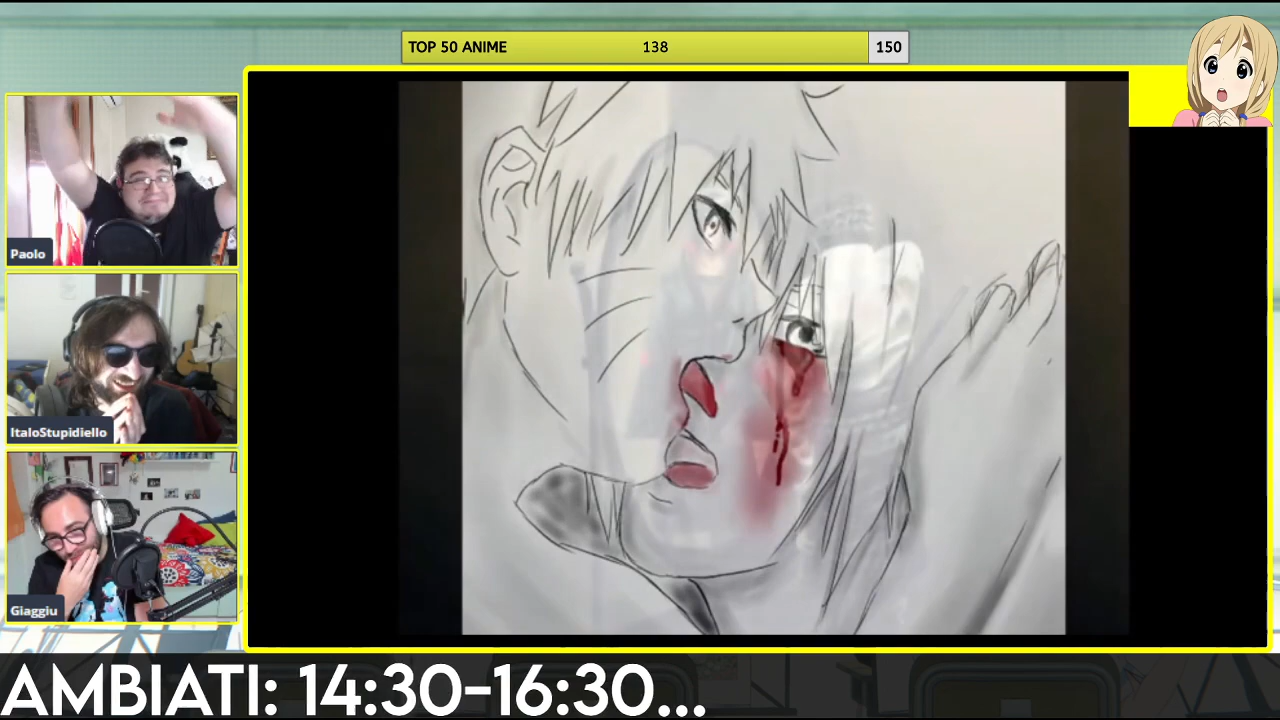 TOP 50 ANIME 138 150
Paolo
ItaloStupidiello
Giaggiu
AMBIATI: 14:30-16:30...